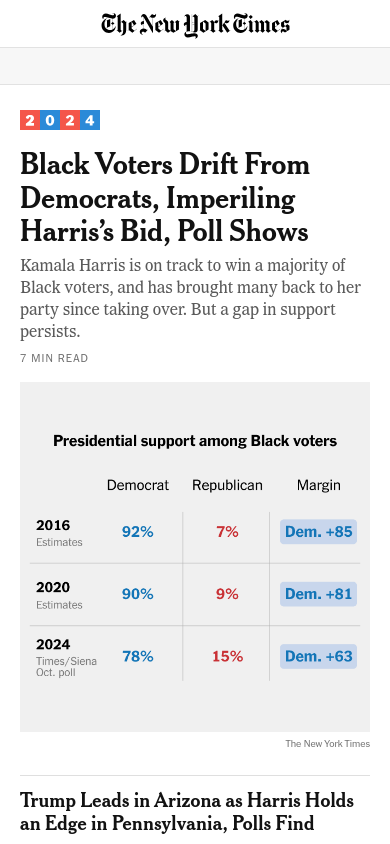 The New York Times
2024
Black Voters Drift From
Democrats, Imperiling
Harris’s Bid, Poll Shows
Kamala Harris is on track to win a majority of
Black voters, and has brought many back to her
party since taking over. But a gap in support
persists.
7 MIN READ
Presidential support among Black voters
Democrat Republican Margin
2016
Estimates
92% 7% Dem. +85
2020
Estimates
90% 9% Dem. +81
2024
Times/Siena
Oct. poll
78% 15% Dem. +63
The New York Times
Trump Leads in Arizona as Harris Holds
an Edge in Pennsylvania, Polls Find